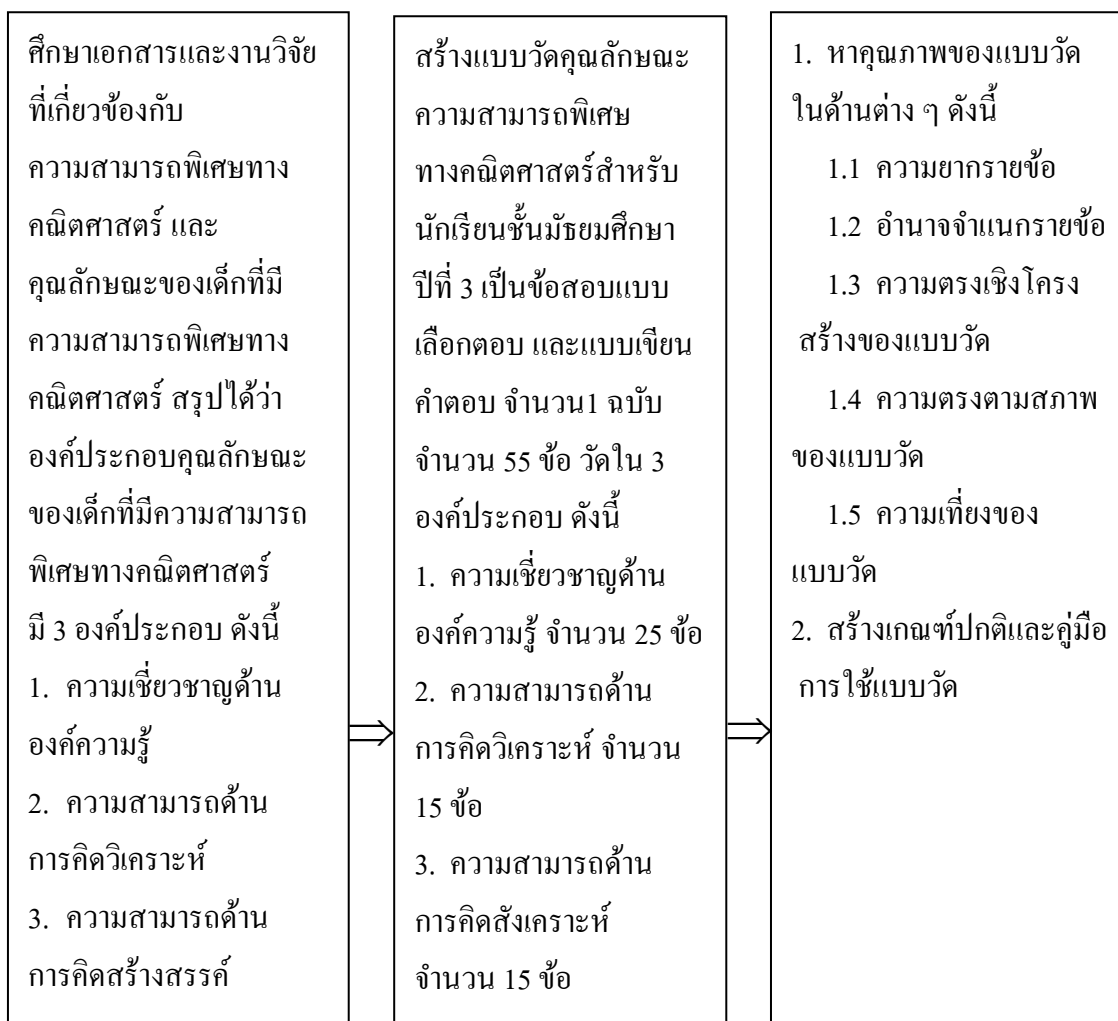 ศึกษาเอกสารและงานวิจัย
ที่เกี่ยวข้องกับ
ความสามารถพิเศษทาง
คณิตศาสตร์ และ
คุณลักษณะของเด็กที่มี
ความสามารถพิเศษทาง
คณิตศาสตร์ สรุปได้ว่า
องค์ประกอบคุณลักษณะ
ของเด็กที่มีความสามารถ
พิเศษทางคณิตศาสตร์
มี 3 องค์ประกอบ ดังนี้
1. ความเชี่ยวชาญด้าน
องค์ความรู้
2. ความสามารถด้าน
การคิดวิเคราะห์
3. ความสามารถด้าน
การคิดสร้างสรรค์
สร้างแบบวัดคุณลักษณะ
ความสามารถพิเศษ
ทางคณิตศาสตร์สำหรับ
นักเรียนชั้นมัธยมศึกษา
ปีที่ 3 เป็นข้อสอบแบบ
เลือกตอบ และแบบเขียน
คำตอบ จำนวน1 ฉบับ
จำนวน 55 ข้อ วัดใน 3
องค์ประกอบ ดังนี้
1. ความเชี่ยวชาญด้าน
องค์ความรู้ จำนวน 25 ข้อ
2. ความสามารถด้าน
การคิดวิเคราะห์ จำนวน
15 ข้อ
3. ความสามารถด้าน
การคิดสังเคราะห์
จำนวน 15 ข้อ
1. หาคุณภาพของแบบวัด
ในด้านต่าง ๆ ดังนี้
1.1 ความยากรายข้อ
1.2 อำนาจจำแนกรายข้อ
1.3 ความตรงเชิงโครง
สร้างของแบบวัด
1.4 ความตรงตามสภาพ
ของแบบวัด
1.5 ความเที่ยงของ
แบบวัด
2. สร้างเกณฑ์ปกติและคู่มือ
การใช้แบบวัด